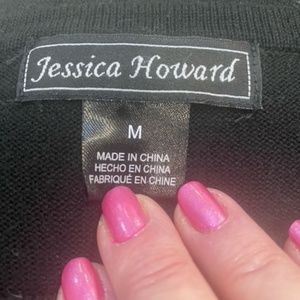 Jessica Howard
M
MADE IN CHINA
HECHO EN CHINA
FABRIQUÉ EN CHINE